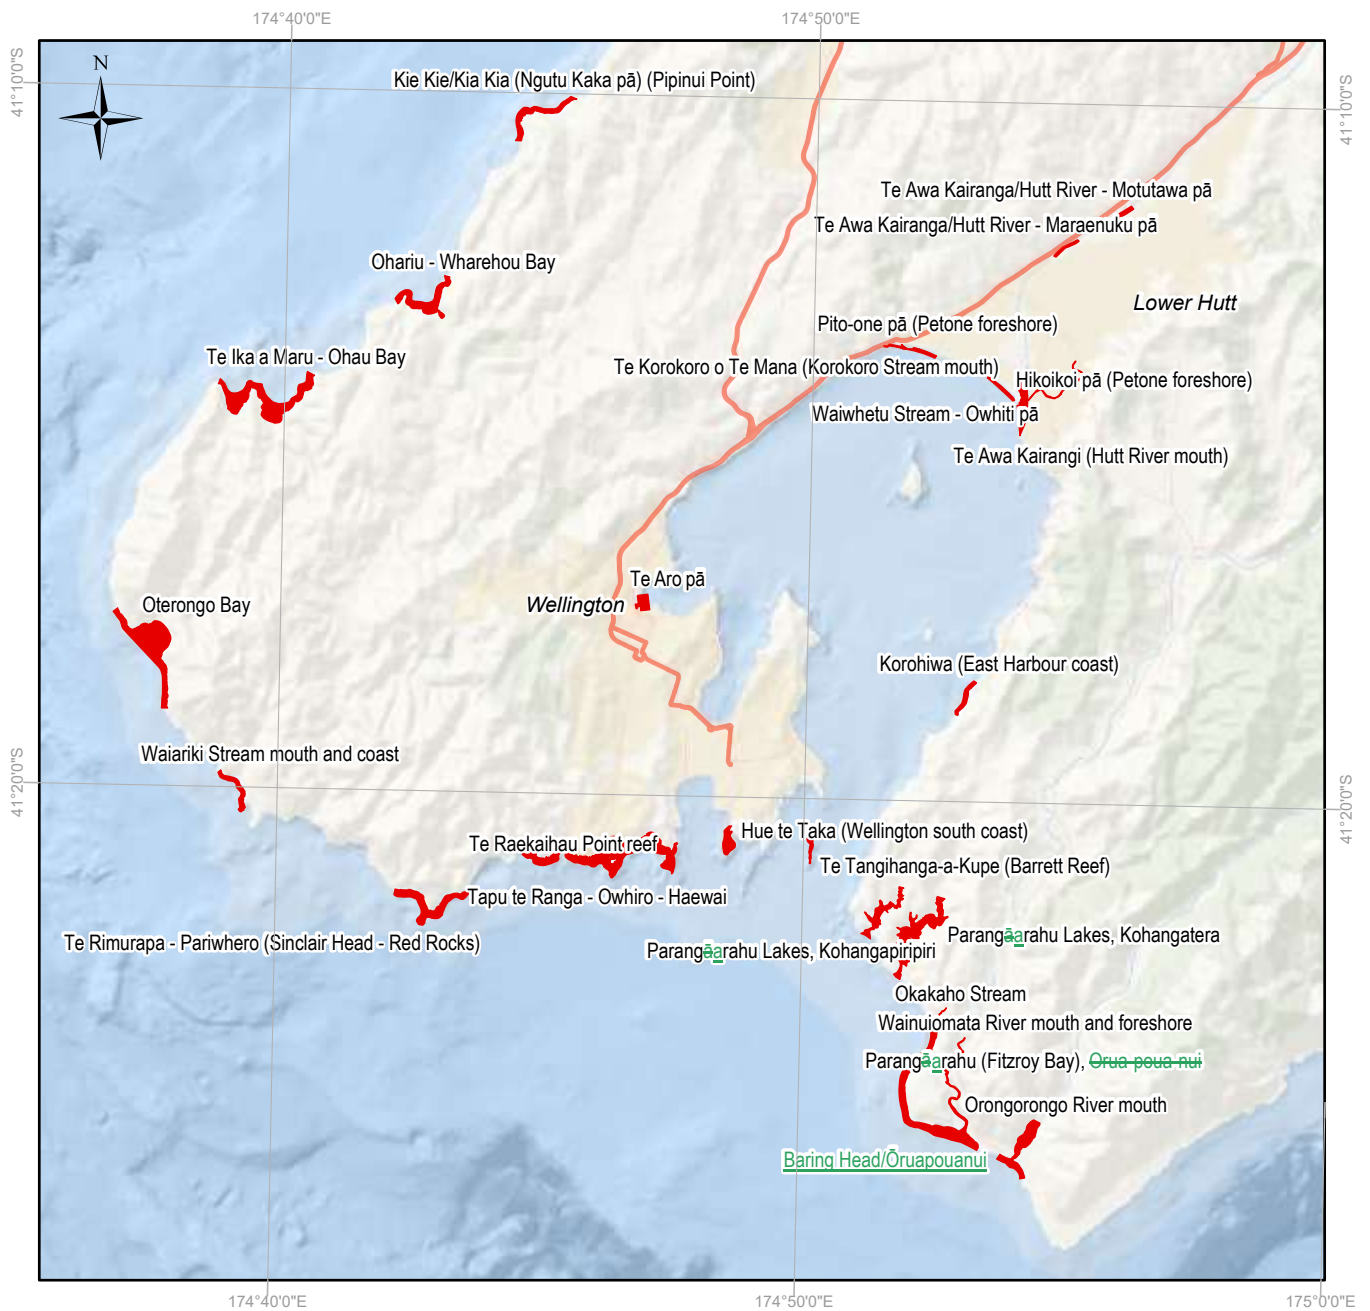 174°40'0"E
174°50'0"E
41°10'0"S
41°10'0"S
N
Kie Kie/Kia Kia (Ngutu Kaka pā) (Pipinui Point)
Te Awa Kairanga/Hutt River - Motutawa pā
Te Awa Kairanga/Hutt River - Maraenuku pā
Ohariu - Wharehou Bay
Lower Hutt
Pito-one pā (Petone foreshore)
Te Ika a Maru - Ohau Bay
Te Korokoro o Te Mana (Korokoro Stream mouth)
Hikoikoi pā (Petone foreshore)
Waiwhetu Stream - Owhiti pā
Te Awa Kairangi (Hutt River mouth)
Te Aro pā
Wellington
Oterongo Bay
Korohiwa (East Harbour coast)
Waiariki Stream mouth and coast
41°20'0"S
41°20'0"S
Hue te Taka (Wellington south coast)
Te Raekaihau Point reef
Te Tangihanga-a-Kupe (Barrett Reef)
Tapu te Ranga - Owhiro - Haewai
Te Rimurapa - Pariwhero (Sinclair Head - Red Rocks)
Parangāarahu Lakes, Kohangatera
Parangāarahu Lakes, Kohangapiripiri
Okakaho Stream
Wainuiomata River mouth and foreshore
Parangāarahu (Fitzroy Bay), Orua-poua-nui
Orongorongo River mouth
Baring Head/Ōruapouanui
174°40'0"E
174°50'0"E
175°0'0"E